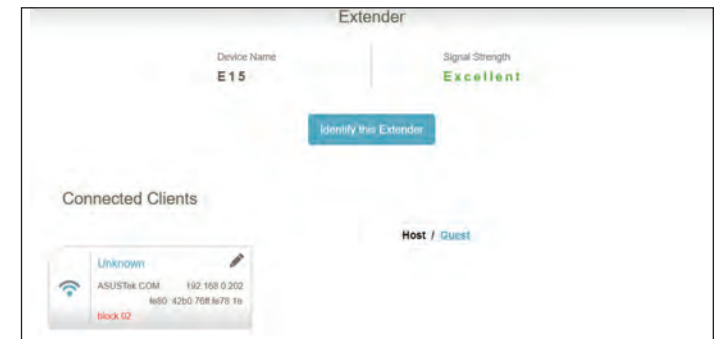 Extender
Device Name
E15
Signal Strength
Excellent
Identify this Extender
Connected Clients
Host / Guest
Unknown
ASUSTek COM 192.168.0.202
block 02